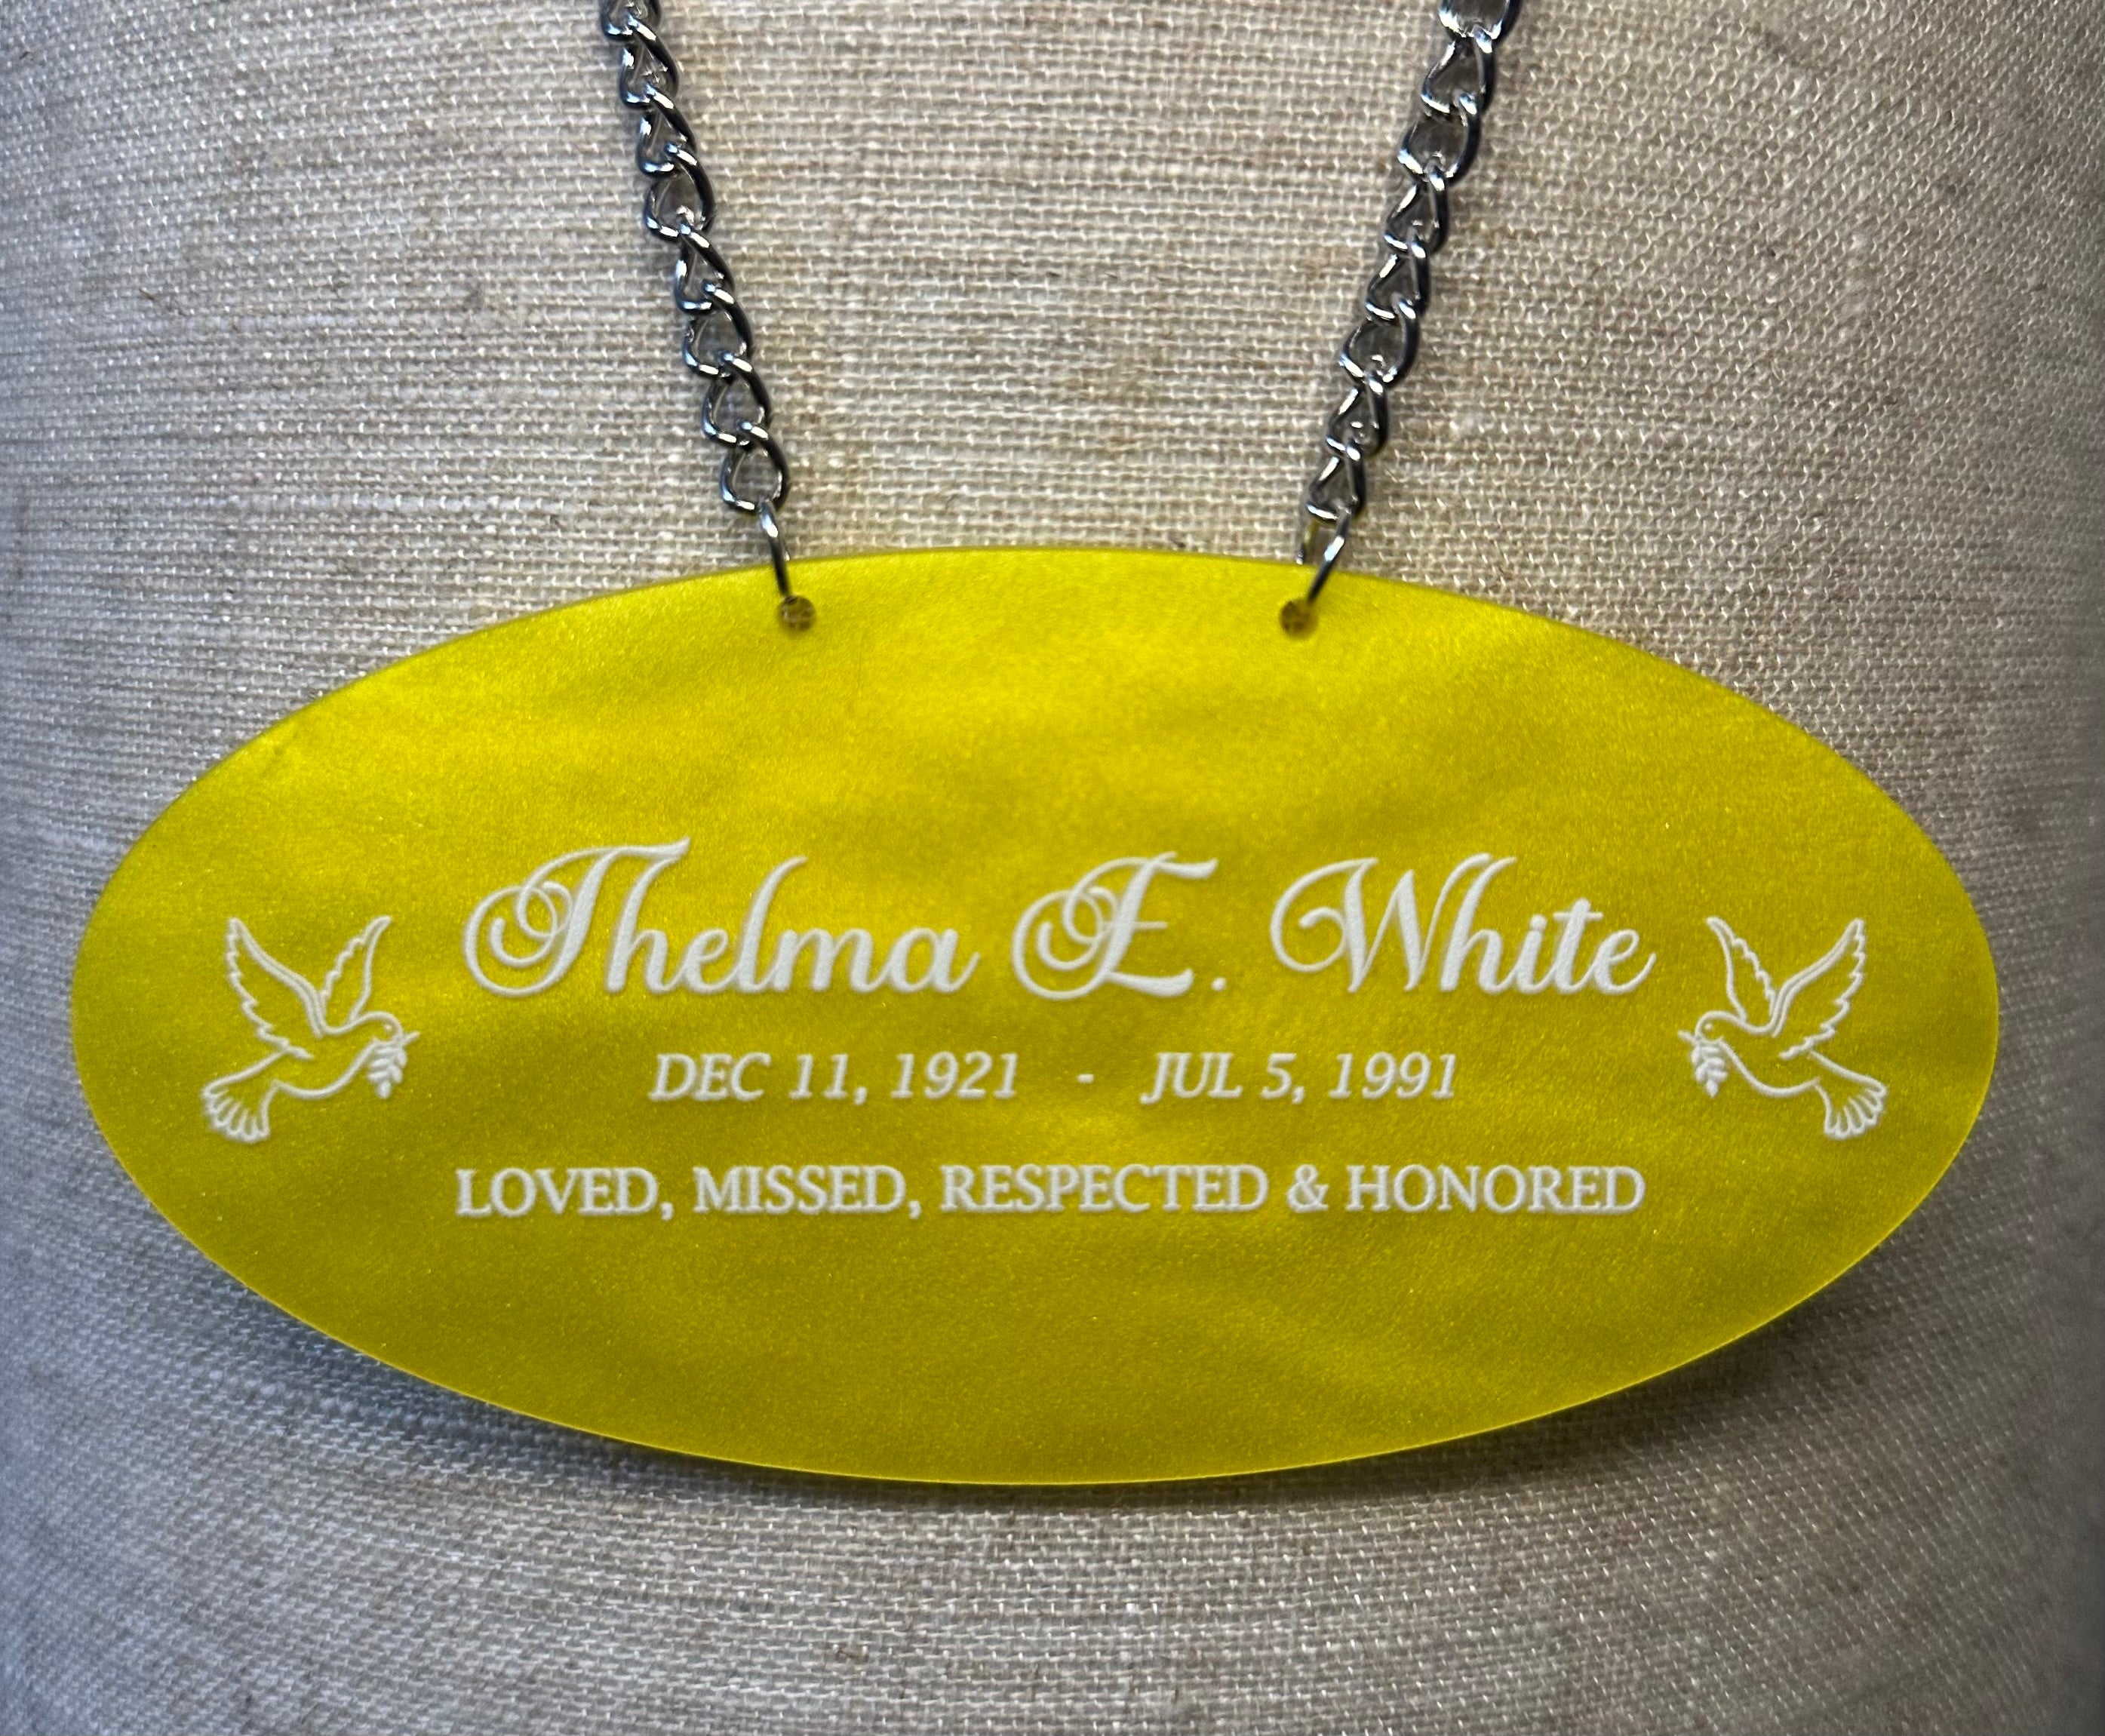 Thelma E. White
DEC 11, 1921 - JUL 5, 1991
LOVED, MISSED, RESPECTED & HONORED